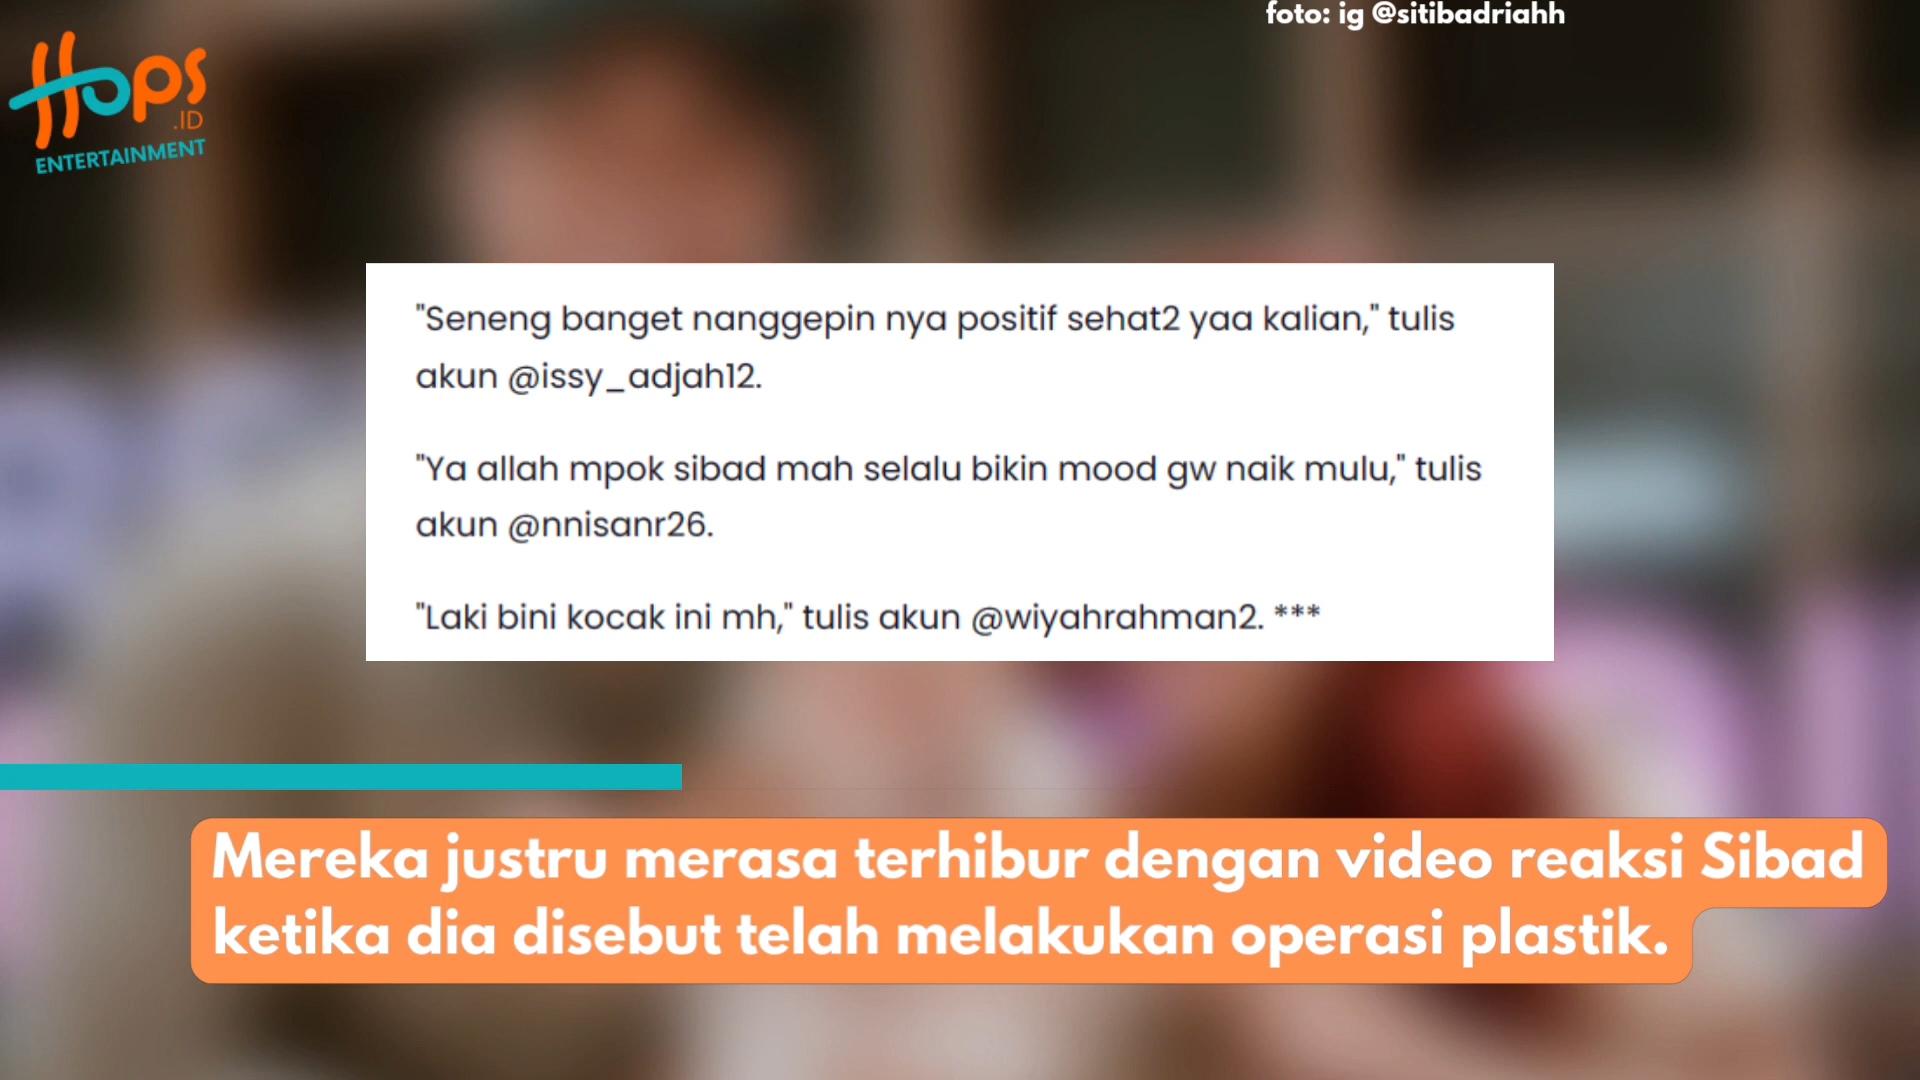 foto: ig @sitibadriahh
Hops
.ID
ENTERTAINMENT
"Seneng banget nanggepin nya positif sehat2 yaa kalian," tulis
akun @issy_adjah12.
"Ya allah mpok sibad mah selalu bikin mood gw naik mulu," tulis
akun @nnisanr26.
"Laki bini kocak ini mh," tulis akun @wiyahrahman2. ***
Mereka justru merasa terhibur dengan video reaksi Sibad
ketika dia disebut telah melakukan operasi plastik.